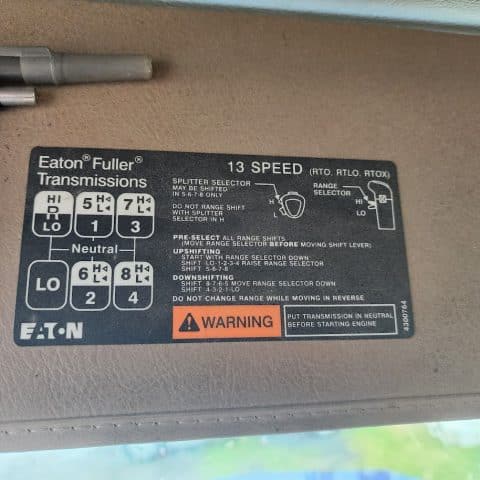 Eaton® Fuller®
Transmissions
HI
R
LO
5 H L
1
7 H L
3
Neutral
LO
6 H L
2
8 H L
4
EATON
13 SPEED (RTO, RTLO, RTOX)
SPLITTER SELECTOR
MAY BE SHIFTED
IN 5-6-7-8 ONLY
H
L
DO NOT RANGE SHIFT
WITH SPLITTER
SELECTOR IN H
RANGE
SELECTOR
HI
LO
PRE-SELECT ALL RANGE SHIFTS
(MOVE RANGE SELECTOR BEFORE MOVING SHIFT LEVER)
UPSHIFTING
START WITH RANGE SELECTOR DOWN
SHIFT LO-1-2-3-4 RAISE RANGE SELECTOR
SHIFT 5-6-7-8
DOWNSHIFTING
SHIFT 8-7-6-5 MOVE RANGE SELECTOR DOWN
SHIFT 4-3-2-1-LO
DO NOT CHANGE RANGE WHILE MOVING IN REVERSE
WARNING
PUT TRANSMISSION IN NEUTRAL
BEFORE STARTING ENGINE
4300764